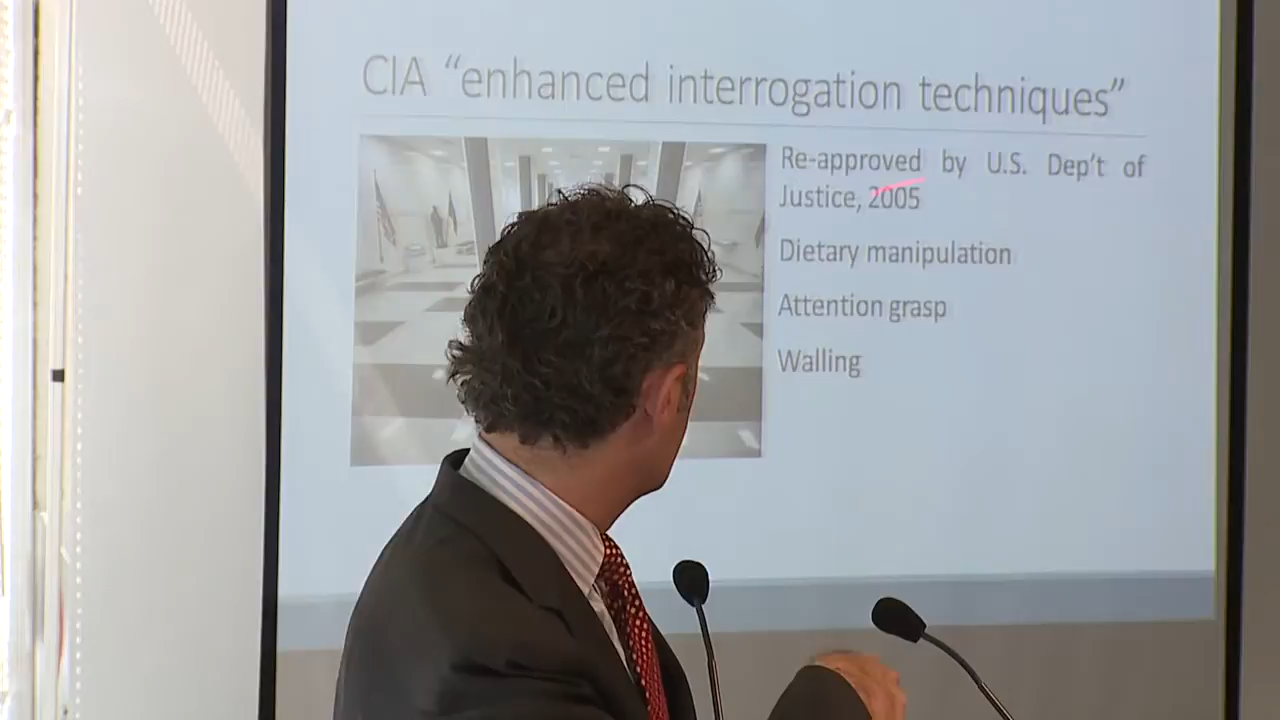 CIA “enhanced interrogation techniques”
Re-approved by U.S. Dep’t of
Justice, 2005
Dietary manipulation
Attention grasp
Walling